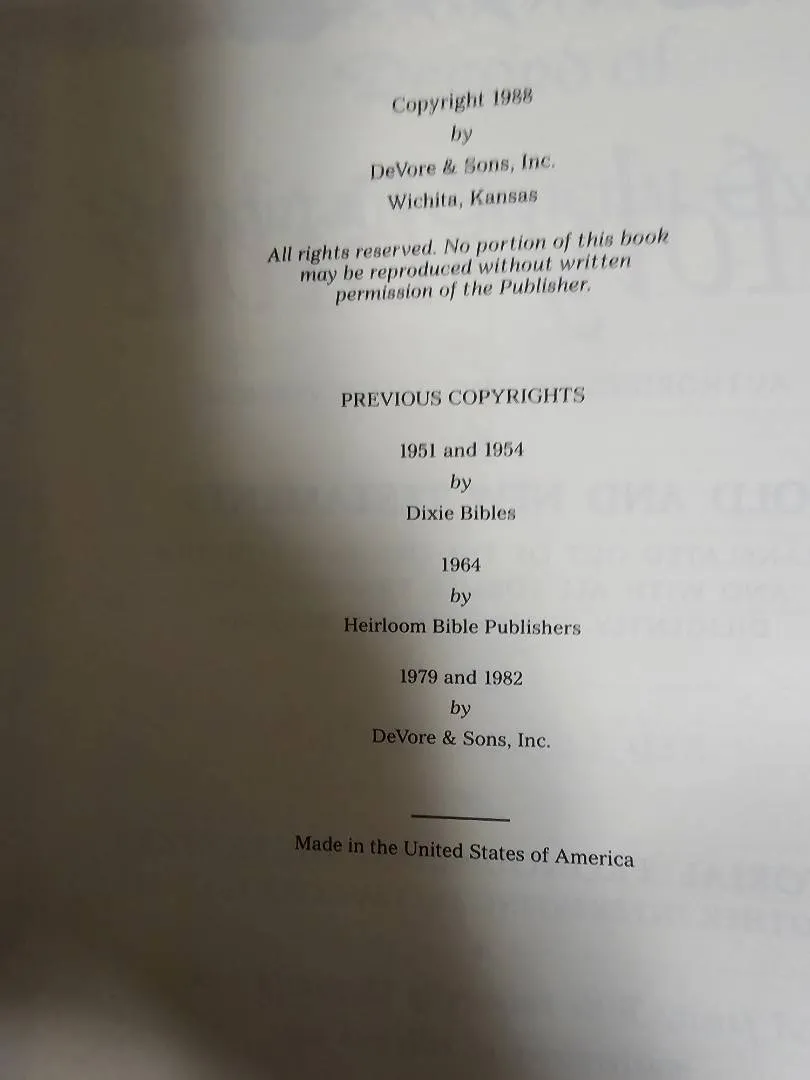 Copyright 1988
by
DeVore & Sons, Inc.
Wichita, Kansas
All rights reserved. No portion of this book
may be reproduced without written
permission of the Publisher.
PREVIOUS COPYRIGHTS
1951 and 1954
by
Dixie Bibles
1964
by
Heirloom Bible Publishers
1979 and 1982
by
DeVore & Sons, Inc.
Made in the United States of America